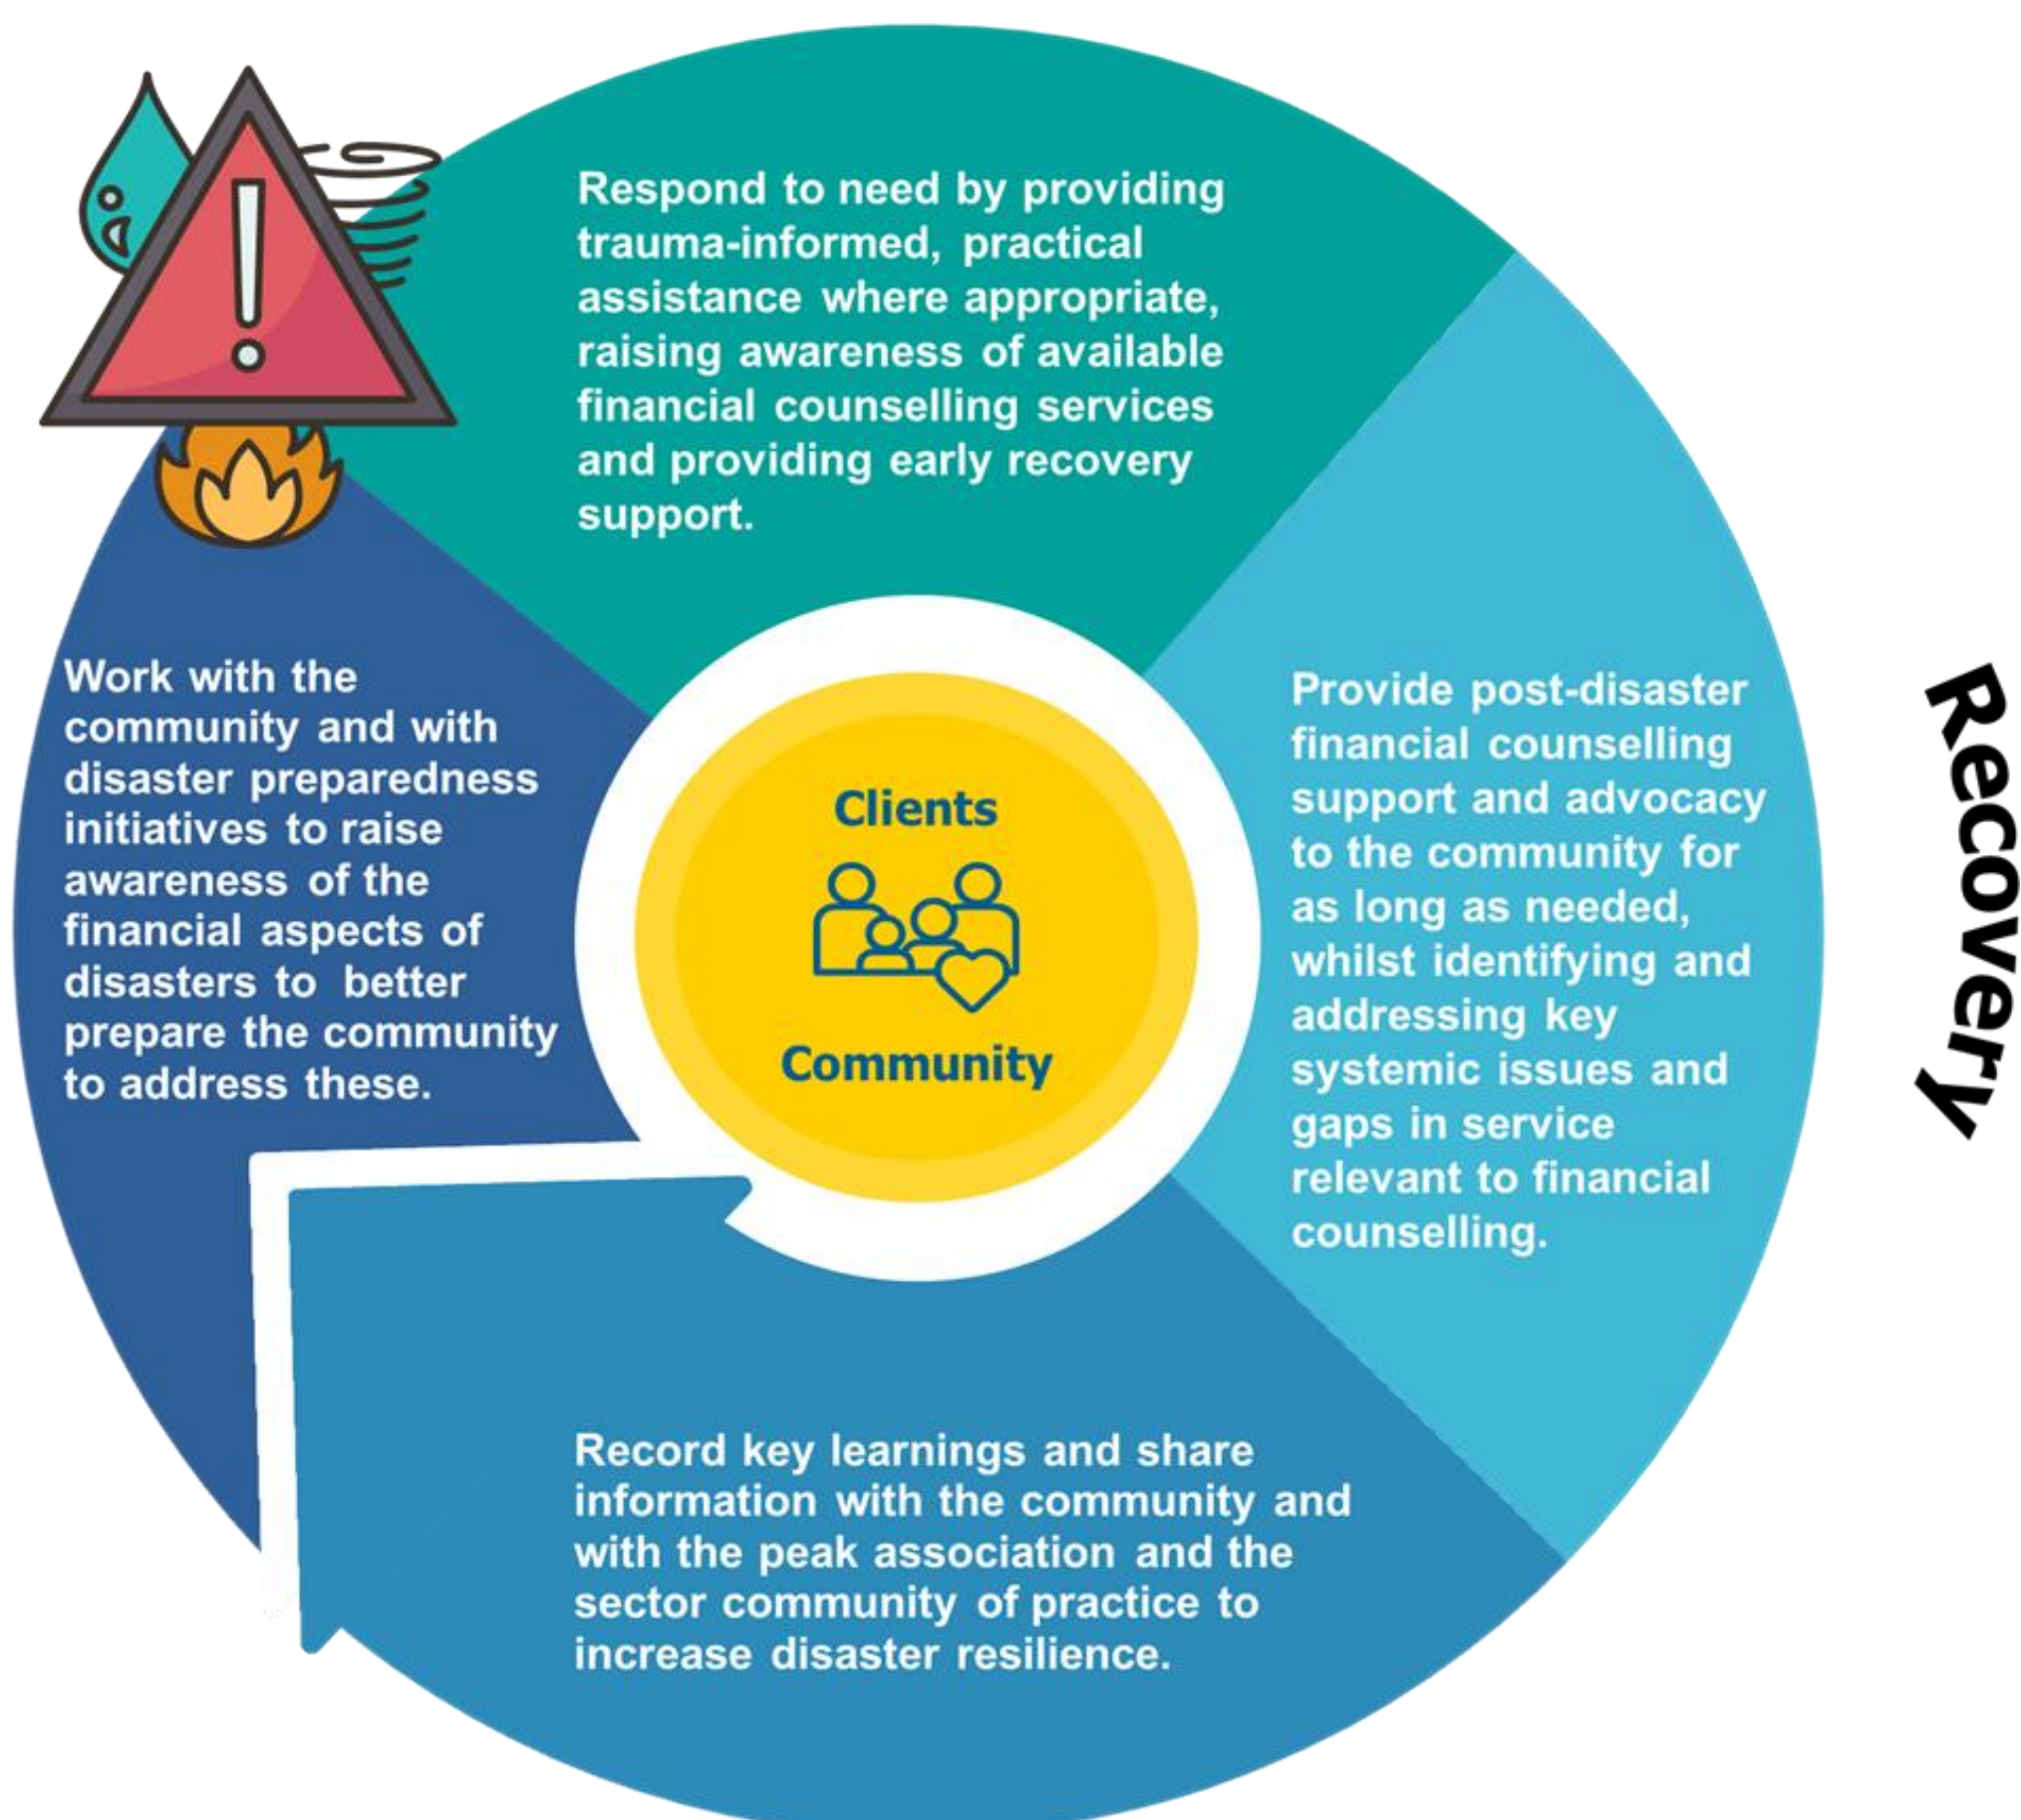 Respond to need by providing
trauma-informed, practical
assistance where appropriate,
raising awareness of available
financial counselling services
and providing early recovery
support.
Provide post-disaster
financial counselling
support and advocacy
to the community for
as long as needed,
whilst identifying and
addressing key
systemic issues and
gaps in service
relevant to financial
counselling.
Recovery
Record key learnings and share
information with the community and
with the peak association and the
sector community of practice to
increase disaster resilience.
Work with the
community and with
disaster preparedness
initiatives to raise
awareness of the
financial aspects of
disasters to better
prepare the community
to address these.
Clients
Community